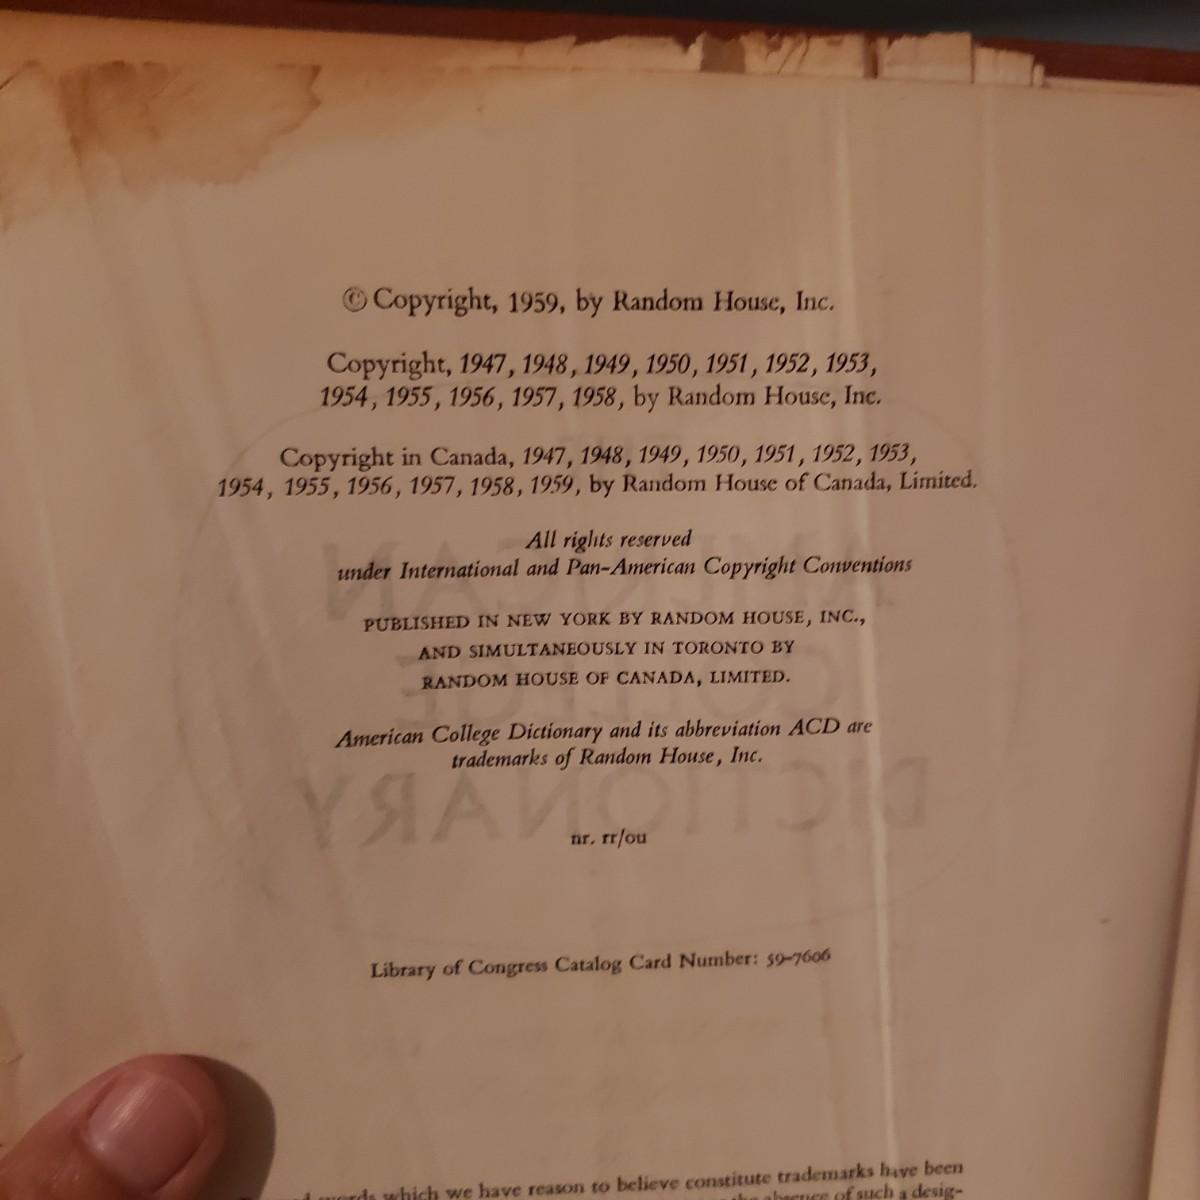 © Copyright, 1959, by Random House, Inc.
Copyright, 1947, 1948, 1949, 1950, 1951, 1952, 1953,
1954, 1955, 1956, 1957, 1958, by Random House, Inc.
Copyright in Canada, 1947, 1948, 1949, 1950, 1951, 1952, 1953,
1954, 1955, 1956, 1957, 1958, 1959, by Random House of Canada, Limited.
All rights reserved
under International and Pan-American Copyright Conventions
PUBLISHED IN NEW YORK BY RANDOM HOUSE, INC.,
AND SIMULTANEOUSLY IN TORONTO BY
RANDOM HOUSE OF CANADA, LIMITED.
American College Dictionary and its abbreviation ACD are
trademarks of Random House, Inc.
nr. rr/ou
Library of Congress Catalog Card Number: 59-7606
words which we have reason to believe constitute trademarks have been
the absence of such a desig-